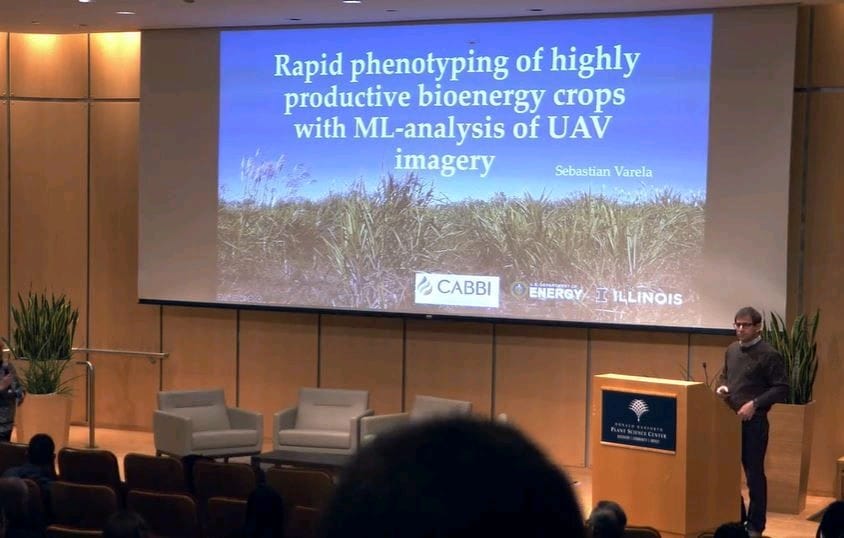 Rapid phenotyping of highly
productive bioenergy crops
with ML-analysis of UAV
imagery
Sebastian Varela
CABBI
U.S. DEPARTMENT OF
ENERGY
ILLINOIS
DONALD DANFORTH
PLANT SCIENCE CENTER